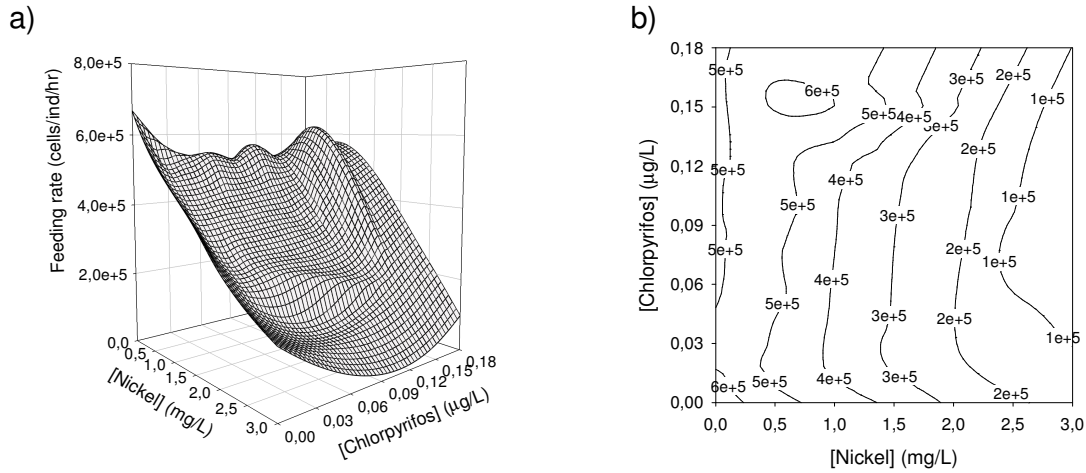 a)
8,0e+5
6,0e+5
4,0e+5
2,0e+5
0,0
Feeding rate (cells/ind/hr)
0,5
1,0
1,5
2,0
2,5
3,0
[Nickel] (mg/L)
0,00
0,03
0,06
0,09
0,12
0,15
0,18
[Chlorpyrifos] (µg/L)
b)
0,18
0,15
0,12
0,09
0,06
0,03
0,00
[Chlorpyrifos] (µg/L)
5e+5 3e+5 2e+5
6e+5 1e+5
5e+5 4e+5 3e+5
2e+5
5e+5 4e+5
5e+5 1e+5
3e+5
5e+5 2e+5 1e+5
4e+5
5e+5
3e+5 2e+5
1e+5
6e+5 5e+5 4e+5 3e+5
2e+5
0,0 0,5 1,0 1,5 2,0 2,5 3,0
[Nickel] (mg/L)